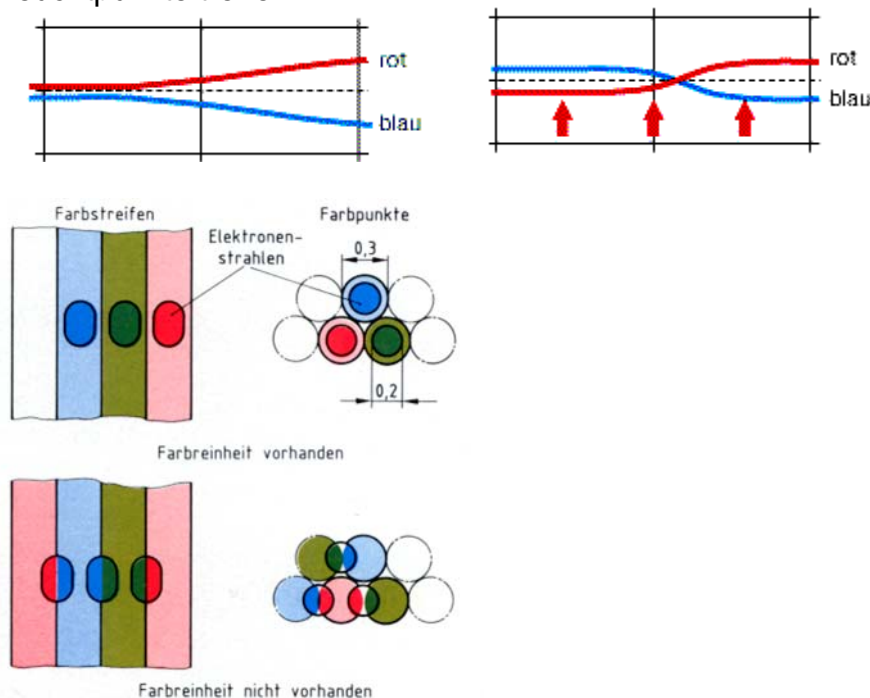 rot
blau
rot
blau
Farbstreifen
Farbpunkte
Elektronen-
strahlen
0,3
0,2
Farbreinheit vorhanden
Farbreinheit nicht vorhanden